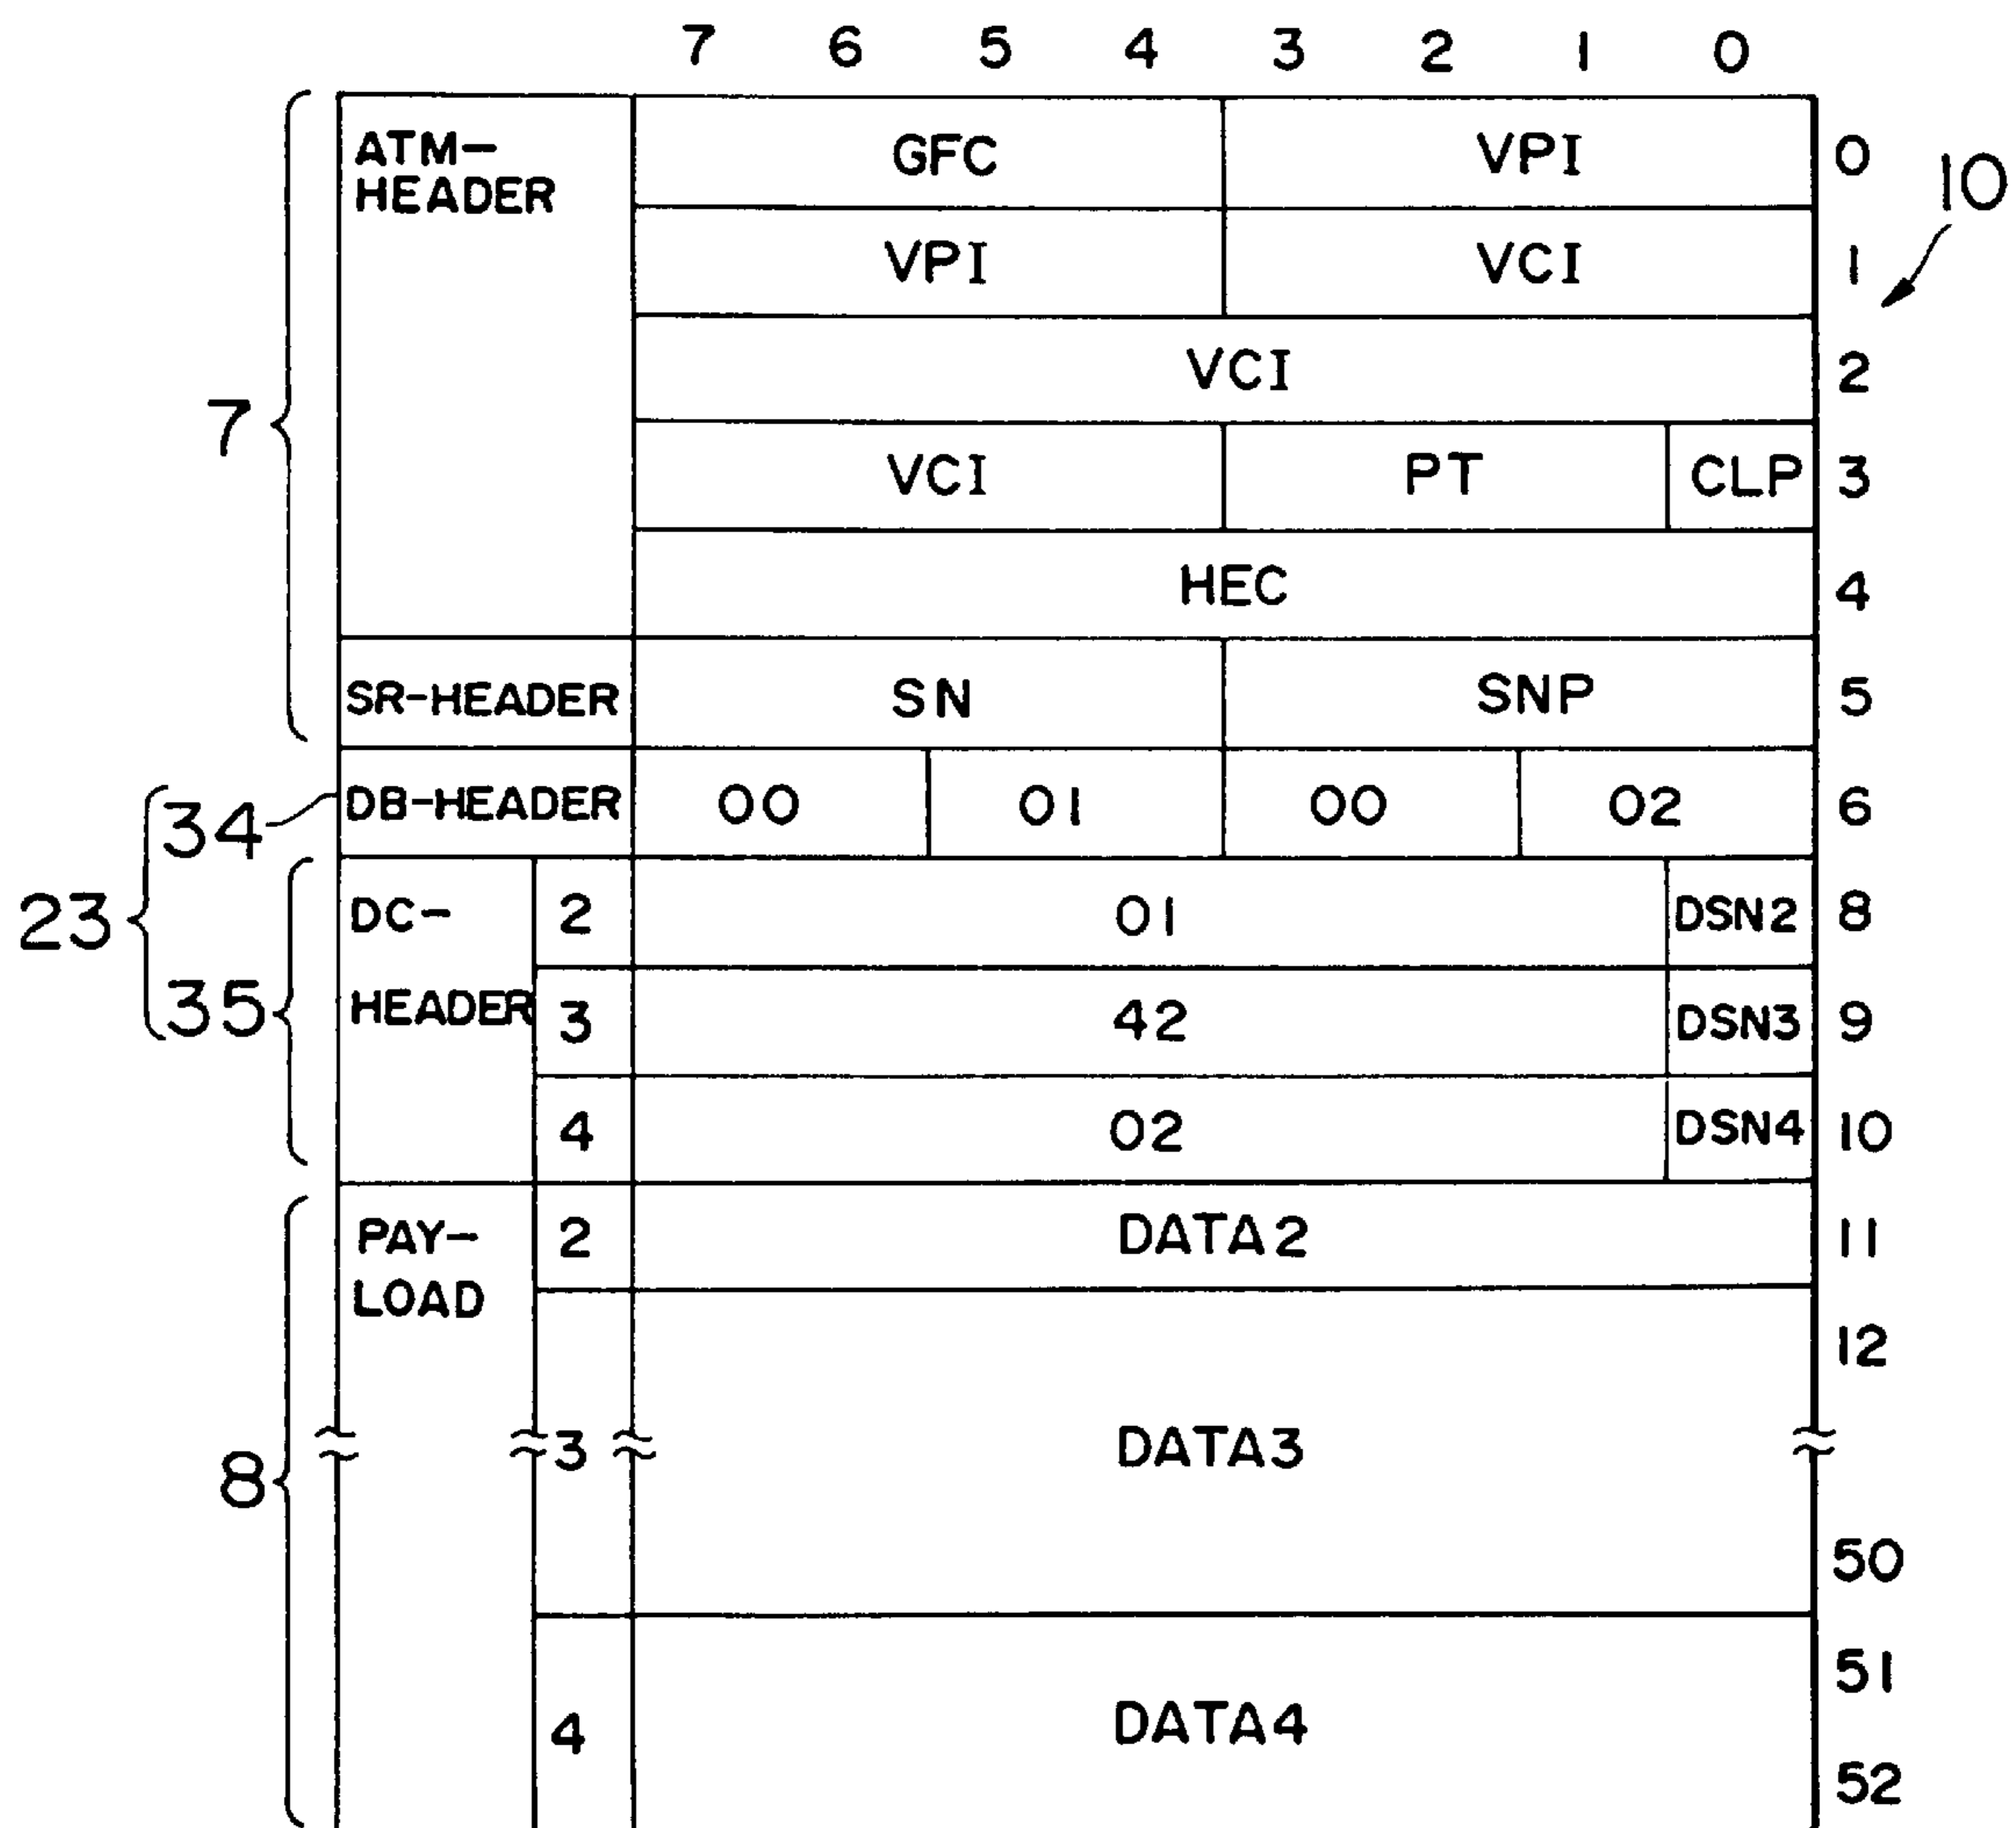 7 6 5 4 3 2 1 0
ATM- GFC VPI 0
HEADER
10
VPI VCI 1
VCI 2
7
VCI PT CLP 3
HEC 4
SR-HEADER SN SNP 5
34 DB-HEADER 00 01 00 02 6
23
DC- 2 01 DSN2 8
35 HEADER 3 42 DSN3 9
4 02 DSN4 10
PAY- 2 DATA2 11
LOAD
12
8 3 DATA3
50
51
4 DATA4
52